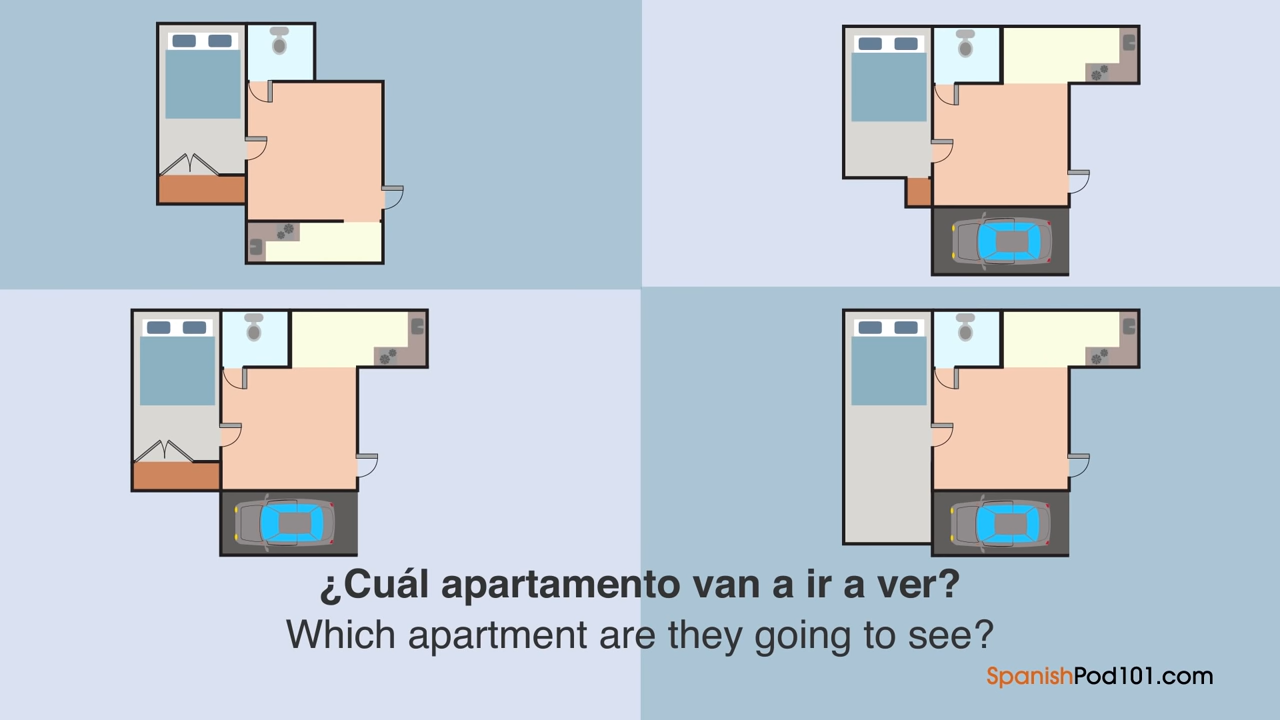 ¿Cuál apartamento van a ir a ver?
Which apartment are they going to see?
SpanishPod101.com